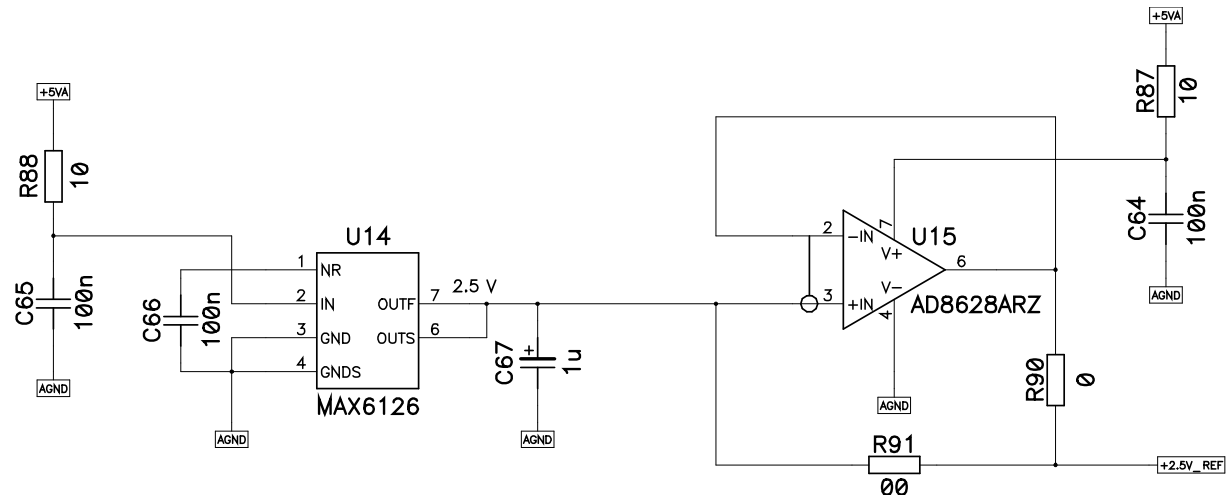 +5VA
R88
10
C65
100n
AGND
C66
100n
AGND
U14
1
NR
2
IN
3
GND
4
GNDS
OUTF
7
OUTS
6
MAX6126
2.5 V
C67
+
1u
AGND
2
-IN
3
+IN
7
V+
V-
4
U15
6
AD8628ARZ
AGND
+5VA
R87
10
C64
100n
AGND
R90
0
R91
00
+2.5V_REF